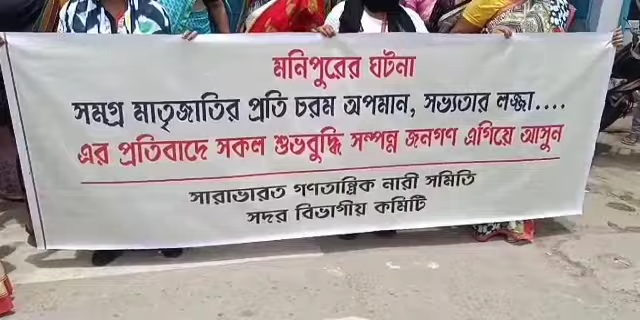 মনিপুরের ঘটনা
সমগ্র মাতৃজাতির প্রতি চরম অপমান, সভ্যতার লজ্জা....
এর প্রতিবাদে সকল শুভবুদ্ধি সম্পন্ন জনগণ এগিয়ে আসুন
সারাভারত গণতান্ত্রিক নারী সমিতি
সদর বিভাগীয় কমিটি